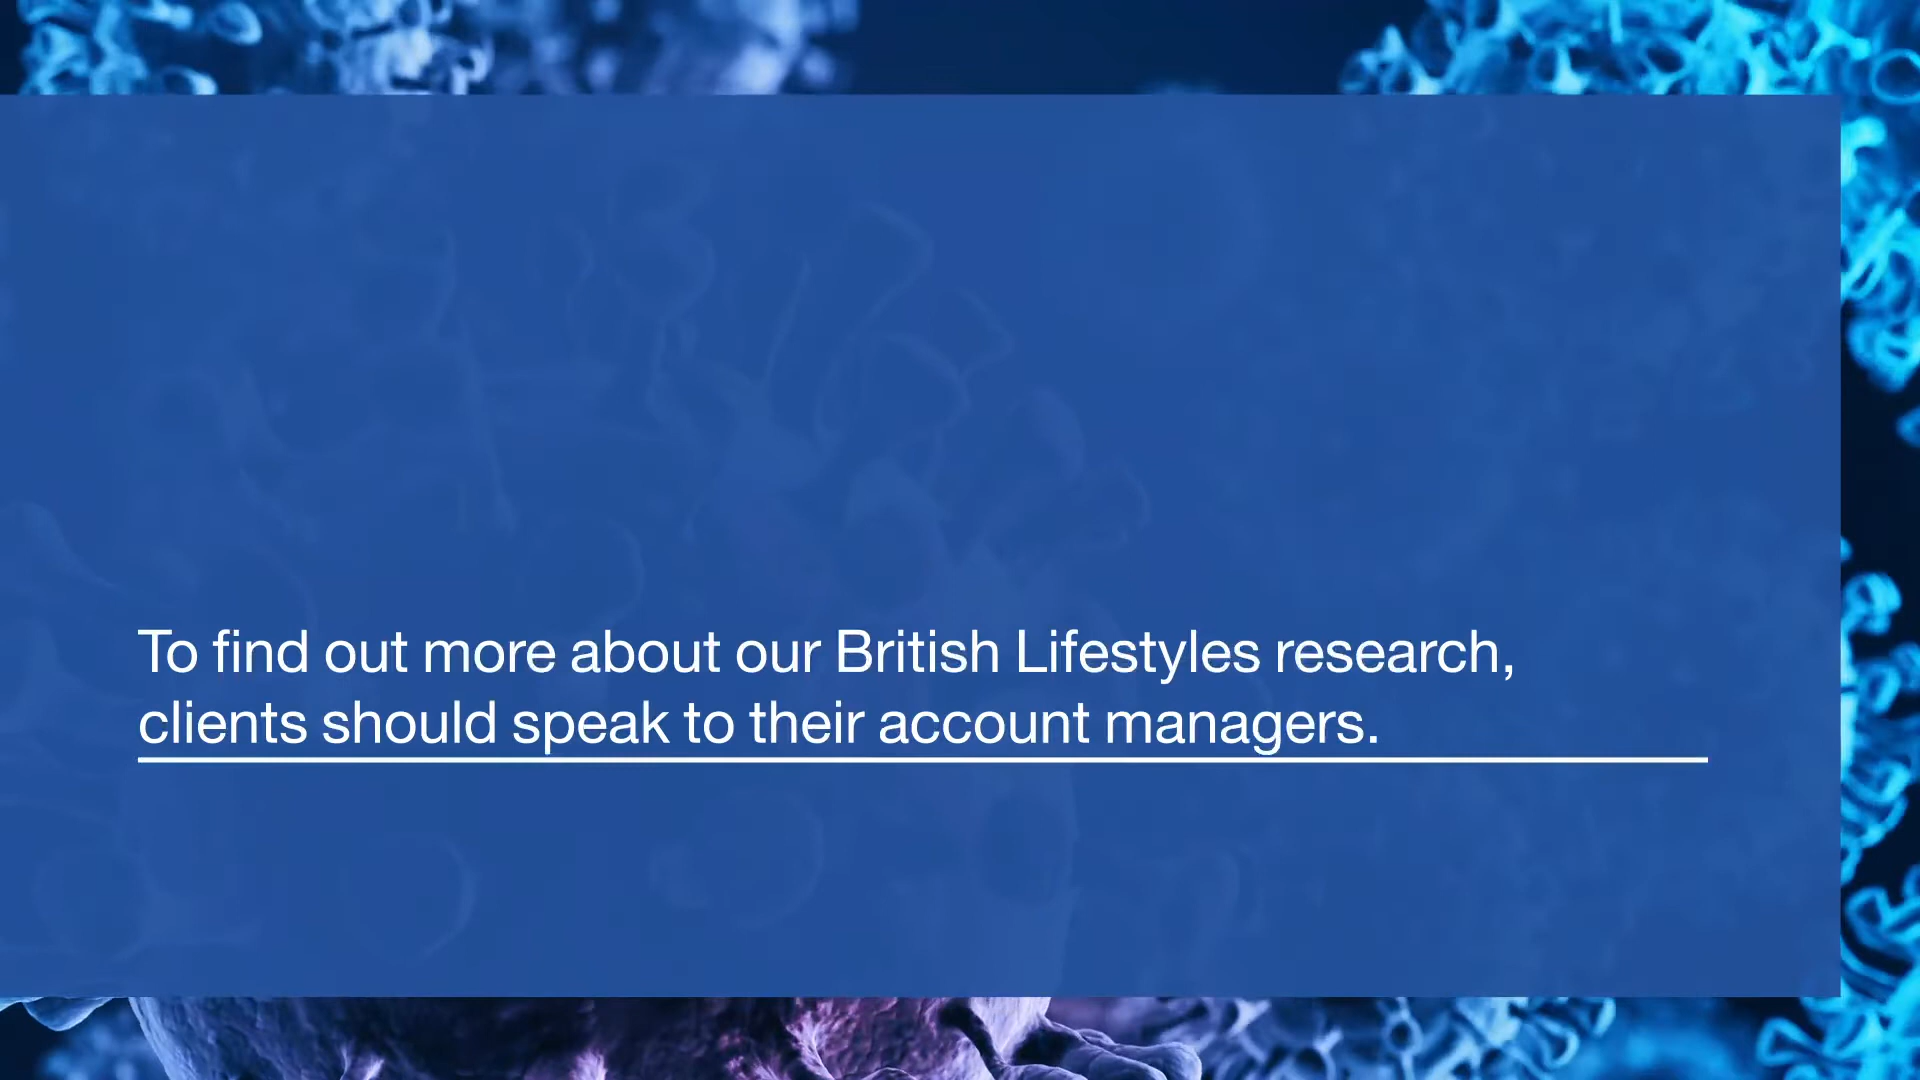 To find out more about our British Lifestyles research,
clients should speak to their account managers.